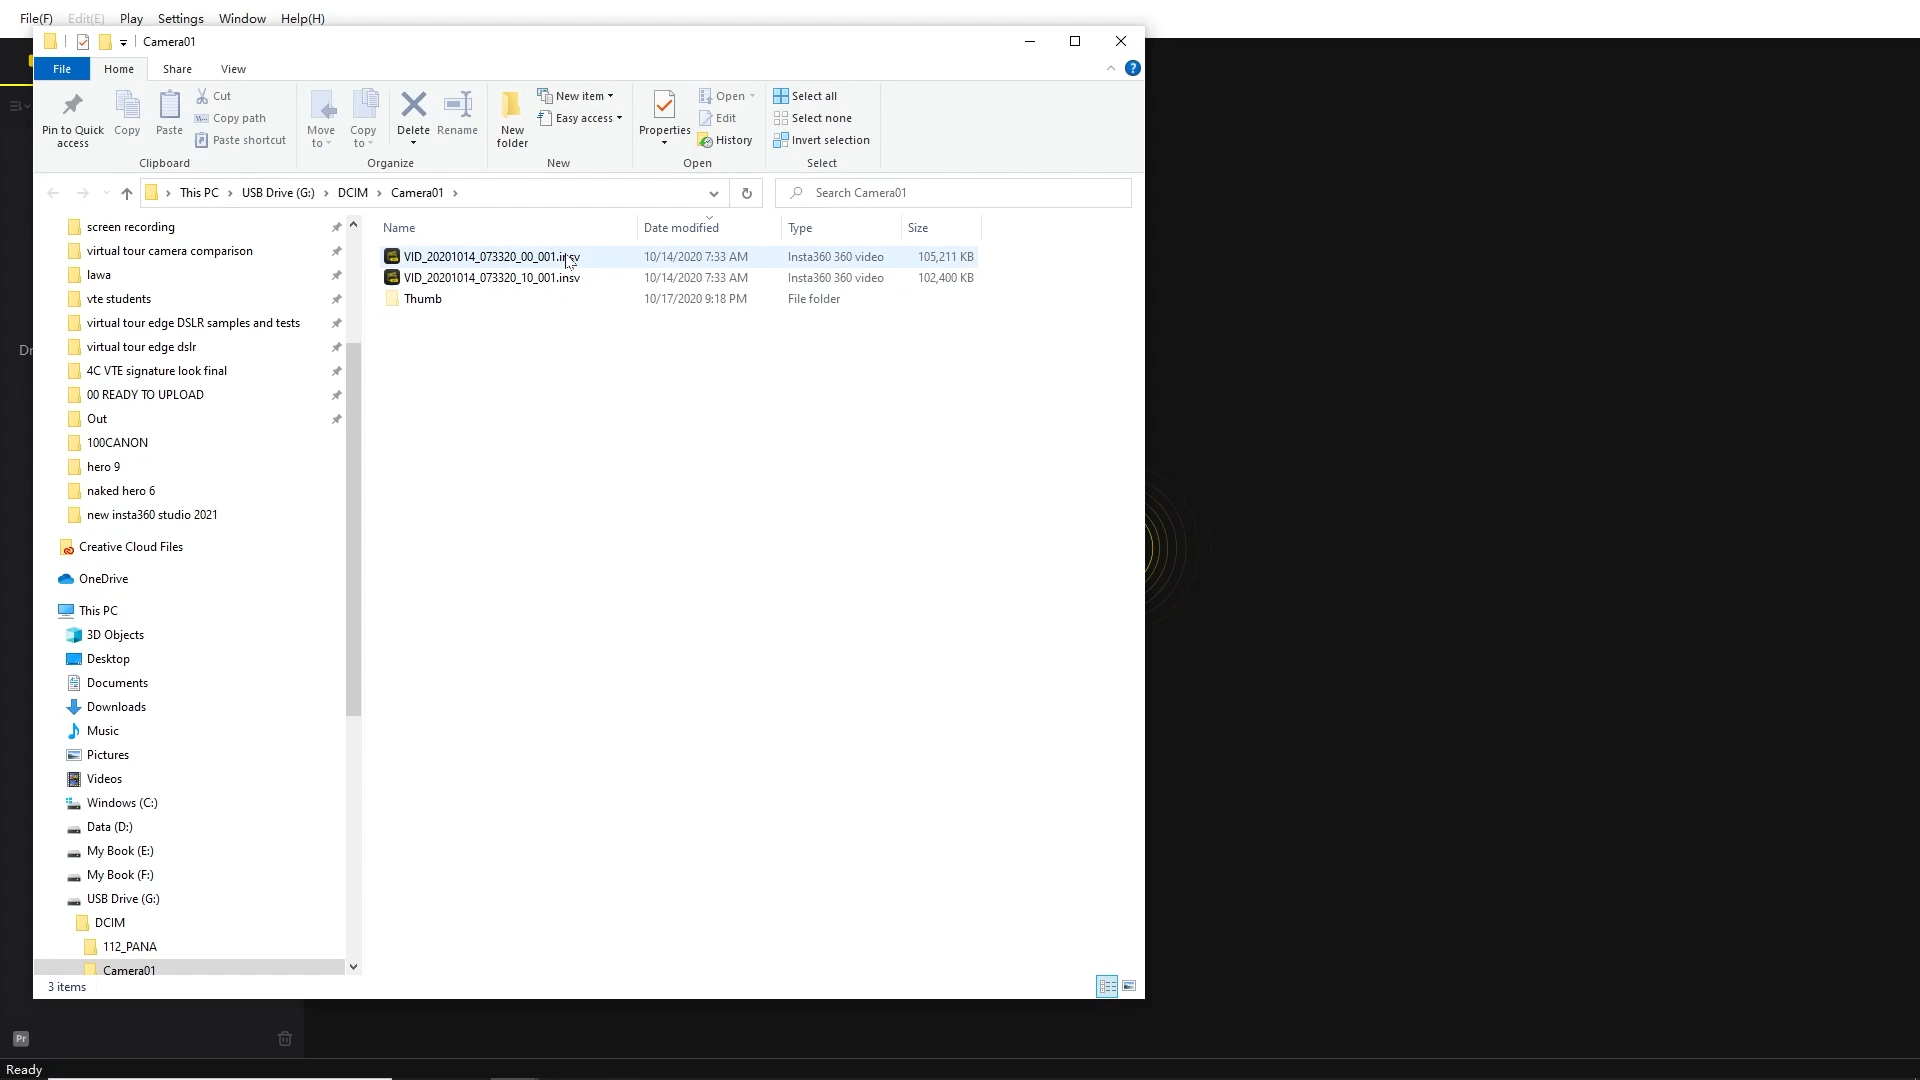 File(F) Edit(E) Play Settings Window Help(H)
Camera01
File Home Share View
Pin to Quick access
Copy
Paste
Cut
Copy path
Paste shortcut
Clipboard
Move to
Copy to
Delete
Rename
Organize
New folder
New item
Easy access
New
Properties
Open
Edit
History
Open
Select all
Select none
Invert selection
Select
This PC > USB Drive (G:) > DCIM > Camera01 >
Search Camera01
Name Date modified Type Size
VID_20201014_073320_00_001.insv 10/14/2020 7:33 AM Insta360 360 video 105,211 KB
VID_20201014_073320_10_001.insv 10/14/2020 7:33 AM Insta360 360 video 102,400 KB
Thumb 10/17/2020 9:18 PM File folder
screen recording
virtual tour camera comparison
lawa
vte students
virtual tour edge DSLR samples and tests
virtual tour edge dslr
4C VTE signature look final
00 READY TO UPLOAD
Out
100CANON
hero 9
naked hero 6
new insta360 studio 2021
Creative Cloud Files
OneDrive
This PC
3D Objects
Desktop
Documents
Downloads
Music
Pictures
Videos
Windows (C:)
Data (D:)
My Book (E:)
My Book (F:)
USB Drive (G:)
DCIM
112_PANA
Camera01
3 items
Dr
Pr
Ready